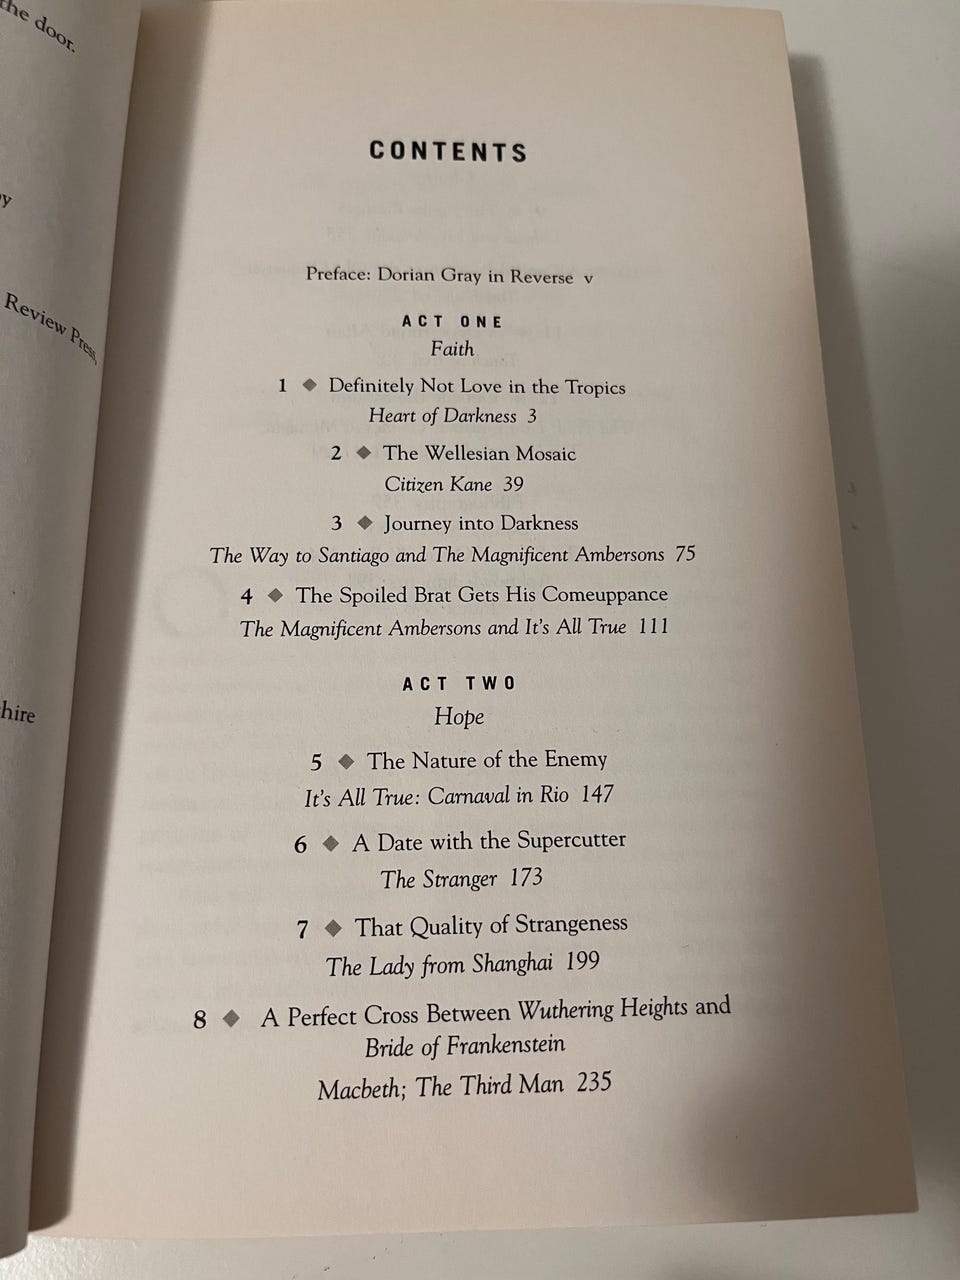 the door.
Review Press,
CONTENTS
Preface: Dorian Gray in Reverse v
ACT ONE
Faith
1 ◆ Definitely Not Love in the Tropics
Heart of Darkness 3
2 ◆ The Wellesian Mosaic
Citizen Kane 39
3 ◆ Journey into Darkness
The Way to Santiago and The Magnificent Ambersons 75
4 ◆ The Spoiled Brat Gets His Comeuppance
The Magnificent Ambersons and It's All True 111
ACT TWO
Hope
5 ◆ The Nature of the Enemy
It's All True: Carnaval in Rio 147
6 ◆ A Date with the Supercutter
The Stranger 173
7 ◆ That Quality of Strangeness
The Lady from Shanghai 199
8 ◆ A Perfect Cross Between Wuthering Heights and
Bride of Frankenstein
Macbeth; The Third Man 235